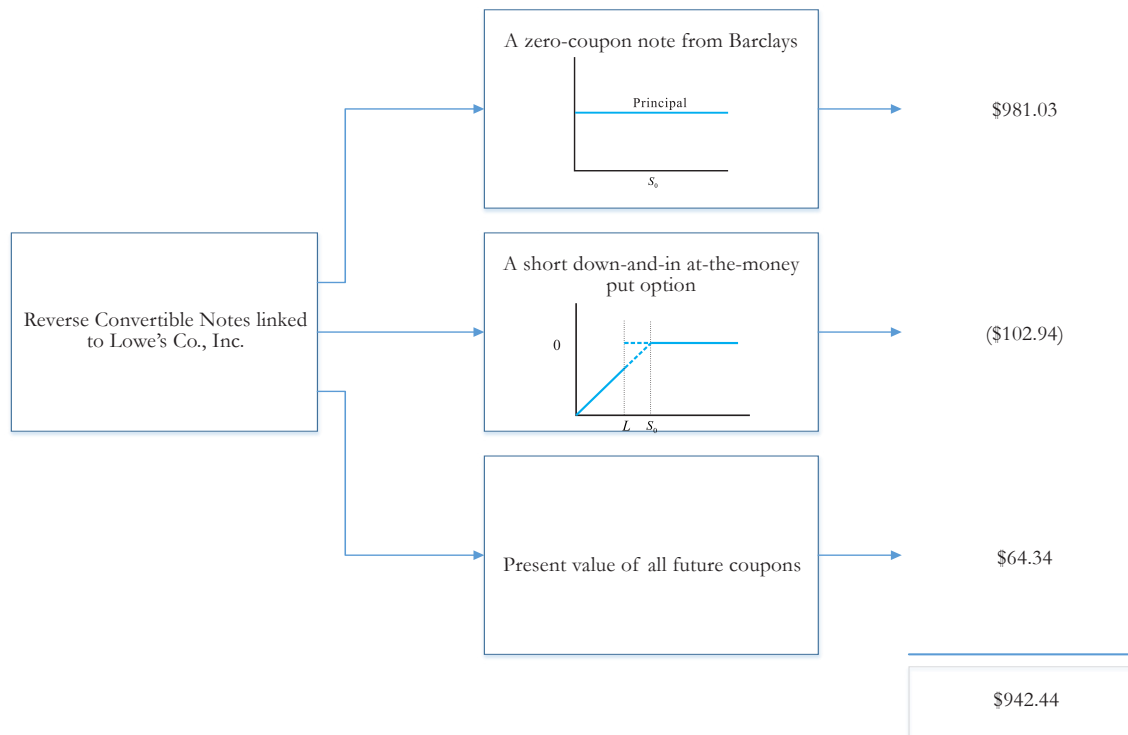 A zero-coupon note from Barclays
Principal
S₀
$981.03
Reverse Convertible Notes linked
to Lowe's Co., Inc.
A short down-and-in at-the-money
put option
0
L S₀
($102.94)
Present value of all future coupons
$64.34
$942.44